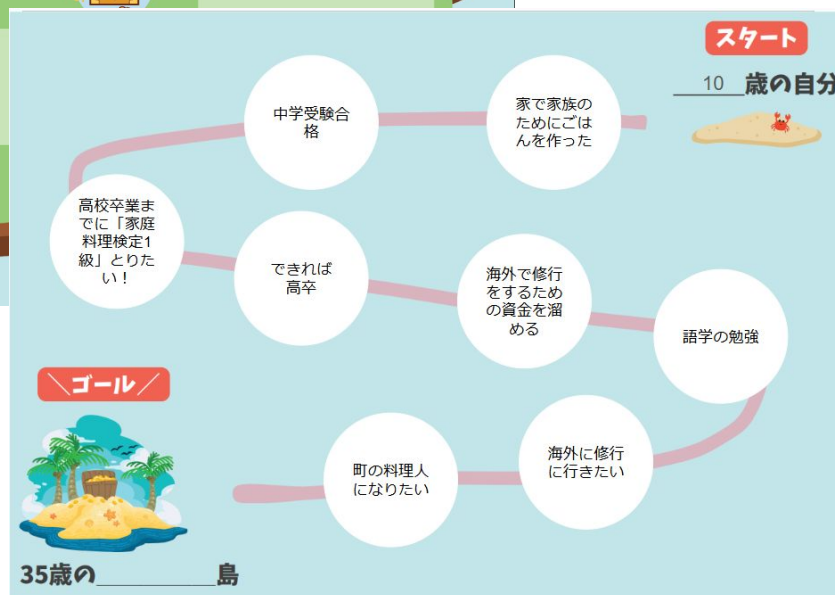 スタート
10 歳の自分
家で家族の
ためにごは
んを作った
中学受験合
格
高校卒業ま
でに「家庭
料理検定1
級」とりた
い！
できれば
高卒
海外で修行
をするため
の資金を溜
める
語学の勉強
海外に修行
に行きたい
町の料理人
になりたい
＼ゴール／
35歳の__________島